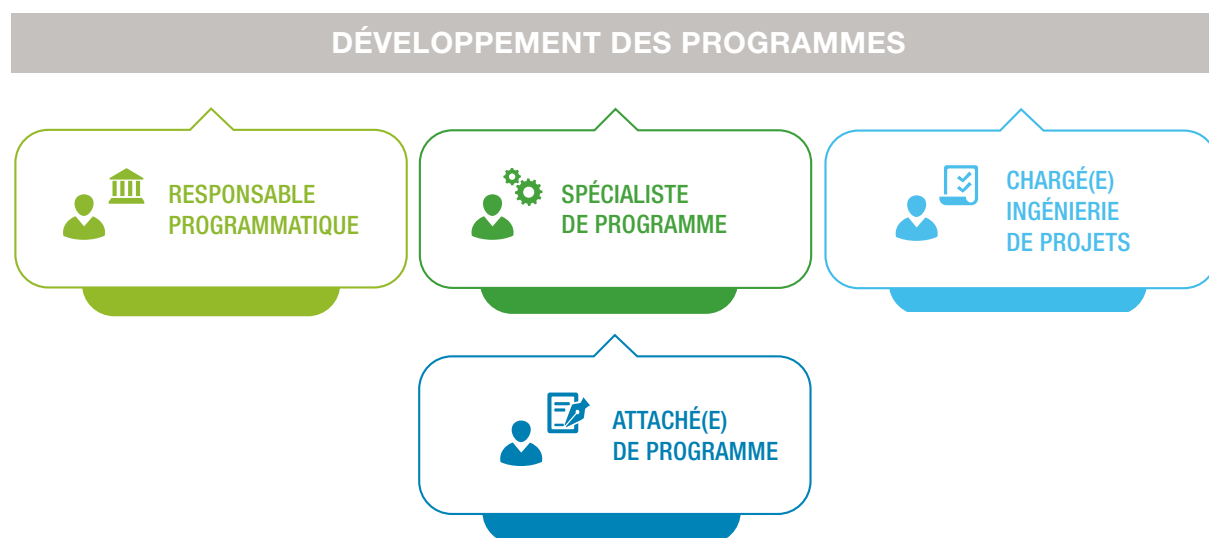 DÉVELOPPEMENT DES PROGRAMMES
RESPONSABLE
PROGRAMMATIQUE
SPÉCIALISTE
DE PROGRAMME
CHARGÉ(E)
INGÉNIERIE
DE PROJETS
ATTACHÉ(E)
DE PROGRAMME